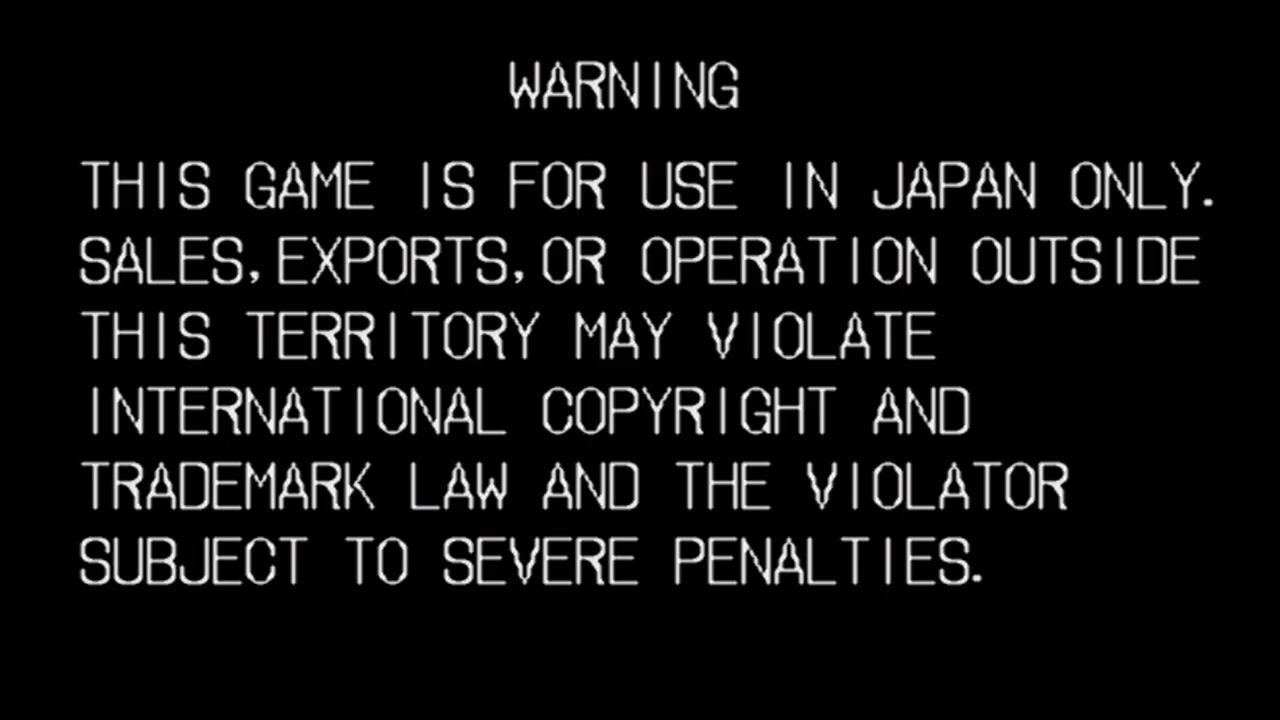 WARNING
THIS GAME IS FOR USE IN JAPAN ONLY.
SALES,EXPORTS,OR OPERATION OUTSIDE
THIS TERRITORY MAY VIOLATE
INTERNATIONAL COPYRIGHT AND
TRADEMARK LAW AND THE VIOLATOR
SUBJECT TO SEVERE PENALTIES.